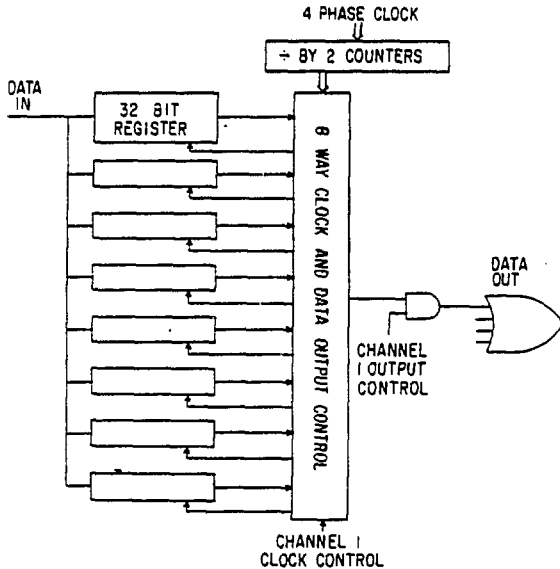 4 PHASE CLOCK
÷ BY 2 COUNTERS
DATA
IN
32 BIT
REGISTER
8 WAY CLOCK AND DATA OUTPUT CONTROL
DATA
OUT
CHANNEL
1 OUTPUT
CONTROL
CHANNEL 1
CLOCK CONTROL